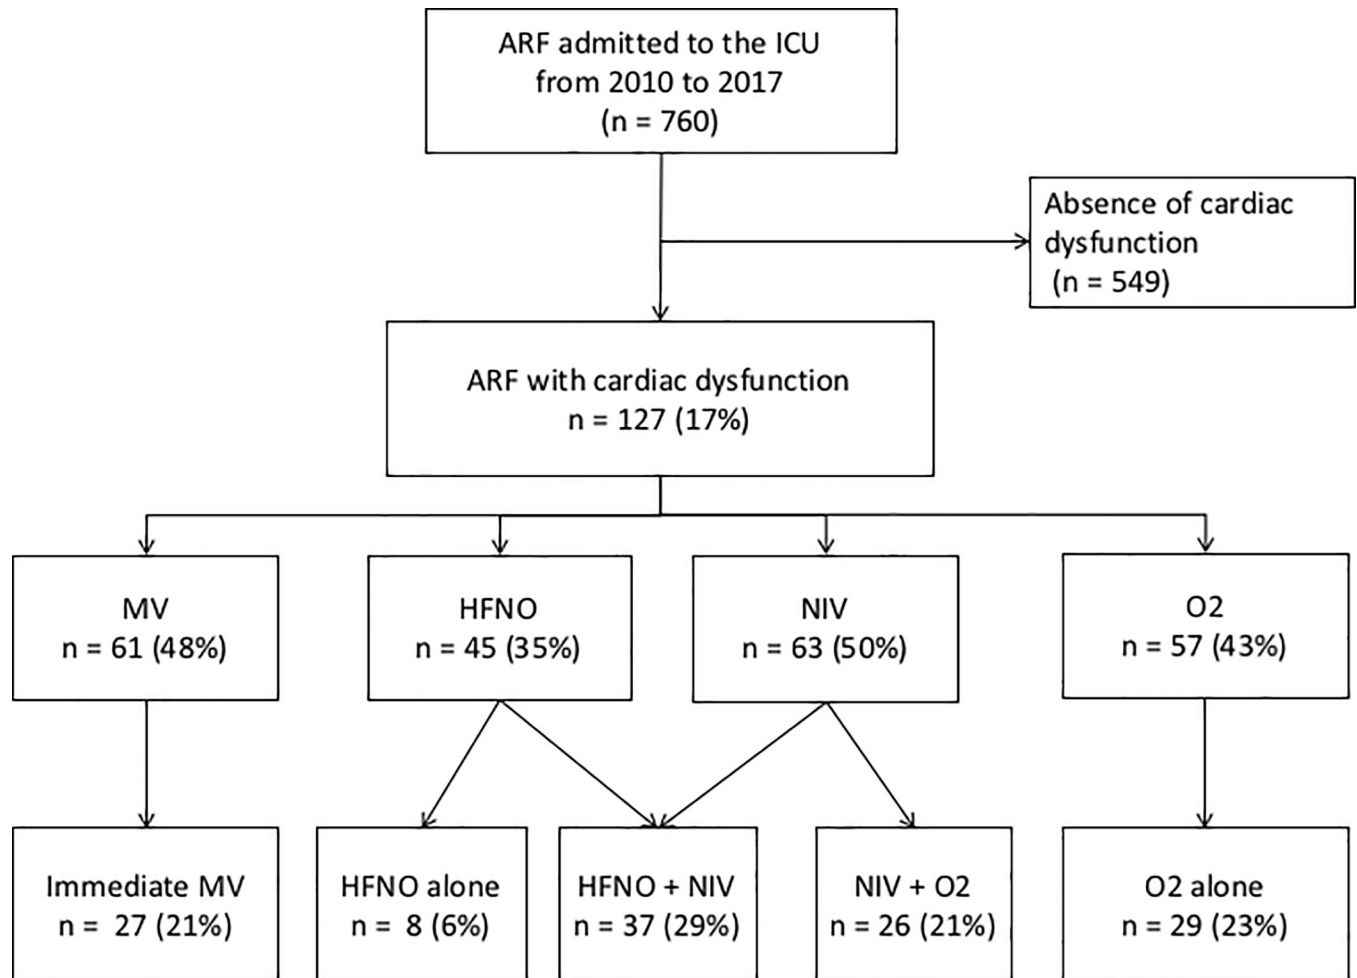 ARF admitted to the ICU
from 2010 to 2017
(n = 760)
Absence of cardiac
dysfunction
(n = 549)
ARF with cardiac dysfunction
n = 127 (17%)
MV
n = 61 (48%)
HFNO
n = 45 (35%)
NIV
n = 63 (50%)
O2
n = 57 (43%)
Immediate MV
n = 27 (21%)
HFNO alone
n = 8 (6%)
HFNO + NIV
n = 37 (29%)
NIV + O2
n = 26 (21%)
O2 alone
n = 29 (23%)